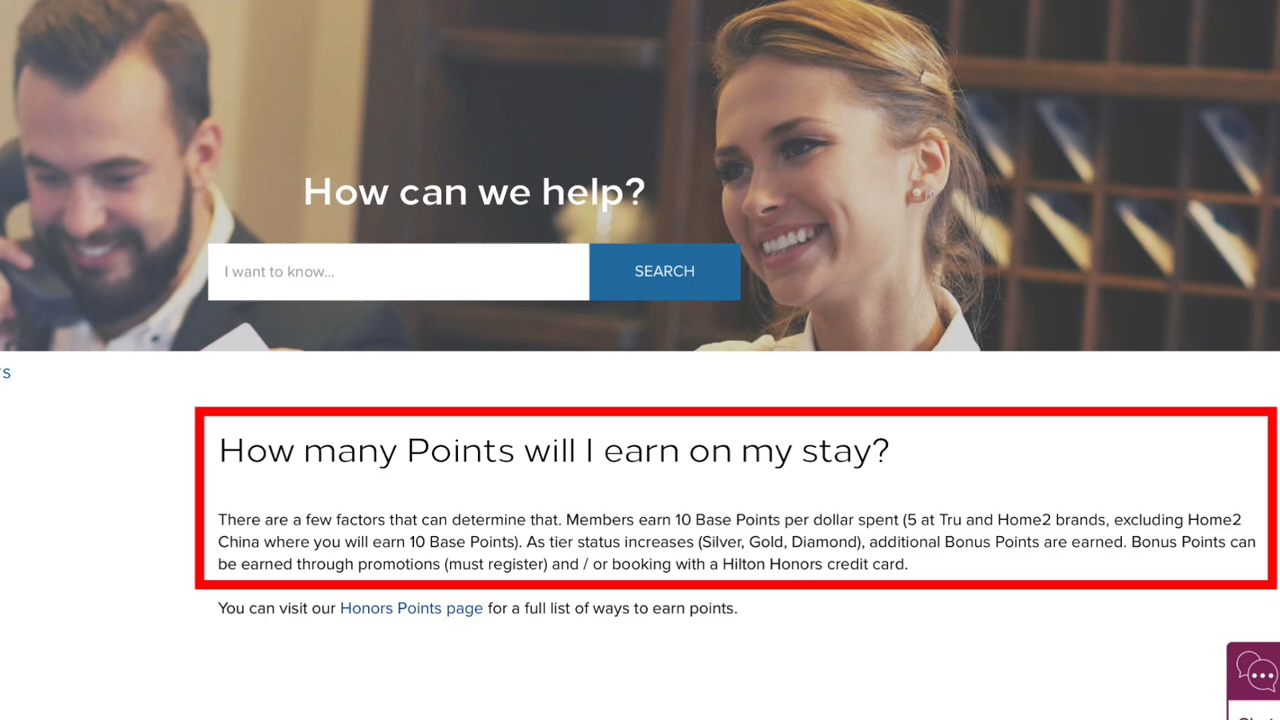 How can we help?
I want to know...
SEARCH
How many Points will I earn on my stay?
There are a few factors that can determine that. Members earn 10 Base Points per dollar spent (5 at Tru and Home2 brands, excluding Home2
China where you will earn 10 Base Points). As tier status increases (Silver, Gold, Diamond), additional Bonus Points are earned. Bonus Points can
be earned through promotions (must register) and / or booking with a Hilton Honors credit card.
You can visit our Honors Points page for a full list of ways to earn points.